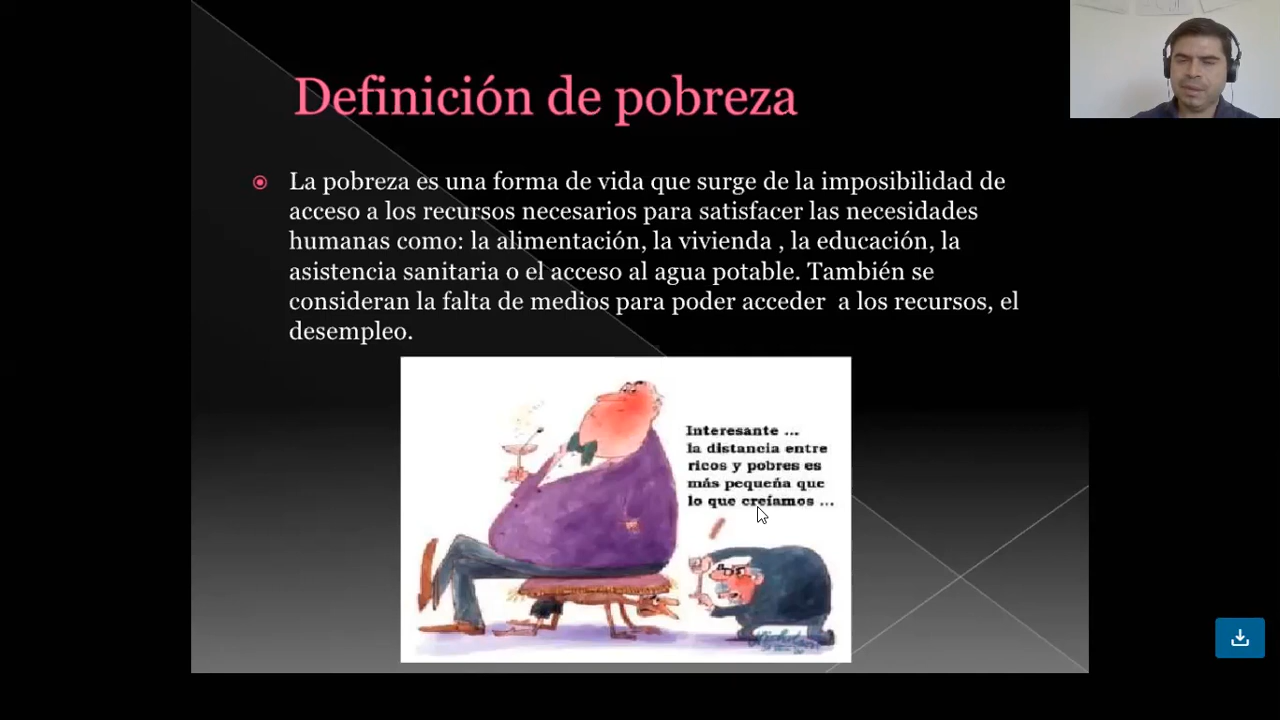 Definición de pobreza
La pobreza es una forma de vida que surge de la imposibilidad de
acceso a los recursos necesarios para satisfacer las necesidades
humanas como: la alimentación, la vivienda , la educación, la
asistencia sanitaria o el acceso al agua potable. También se
consideran la falta de medios para poder acceder  a los recursos, el
desempleo.
Interesante ...
la distancia entre
ricos y pobres es
más pequeña que
lo que creíamos ...